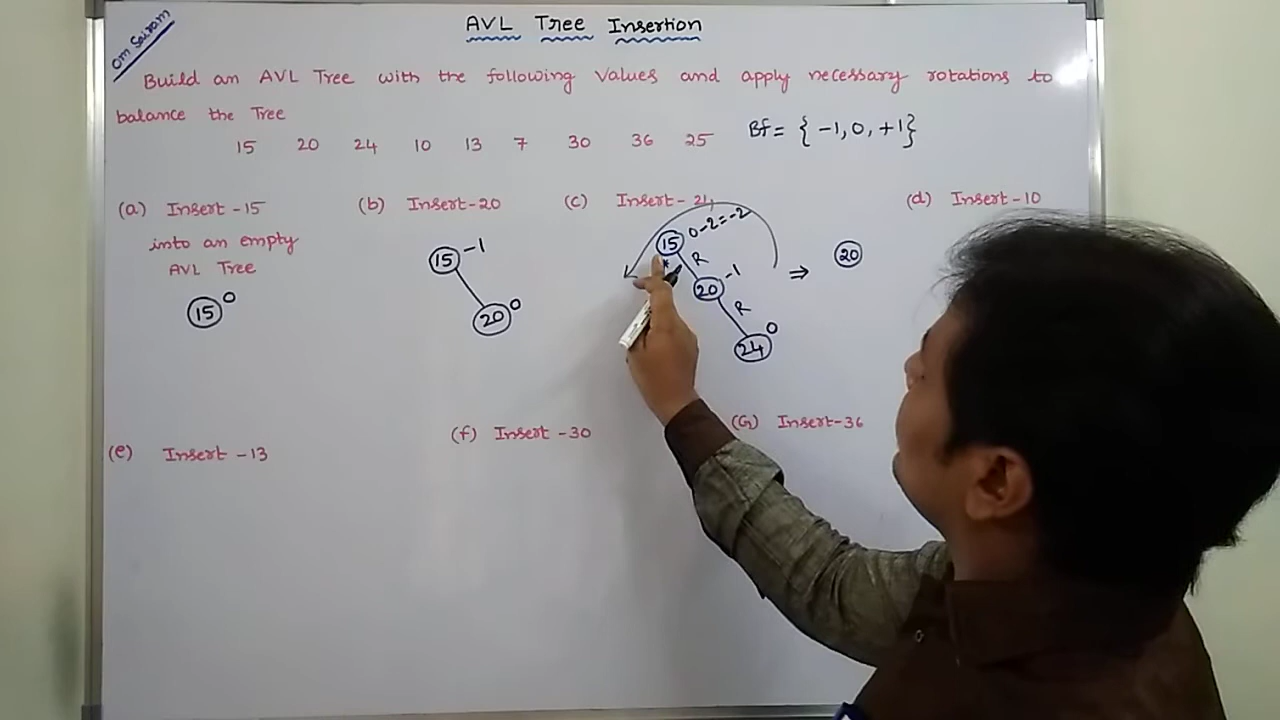 Om Sairam
AVL Tree Insertion
Build an AVL Tree with the following Values and apply necessary rotations to
balance the Tree
15 20 24 10 13 7 30 36 25 Bf = { -1, 0, +1}
(a) Insert -15
into an empty
AVL Tree
15 0
(b) Insert-20
15 -1
20 0
(c) Insert- 24
15 0-2=-2
* R
20 -1
R
24 0
⇒ 20
(d) Insert -10
(e) Insert -13
(f) Insert -30
(G) Insert-36